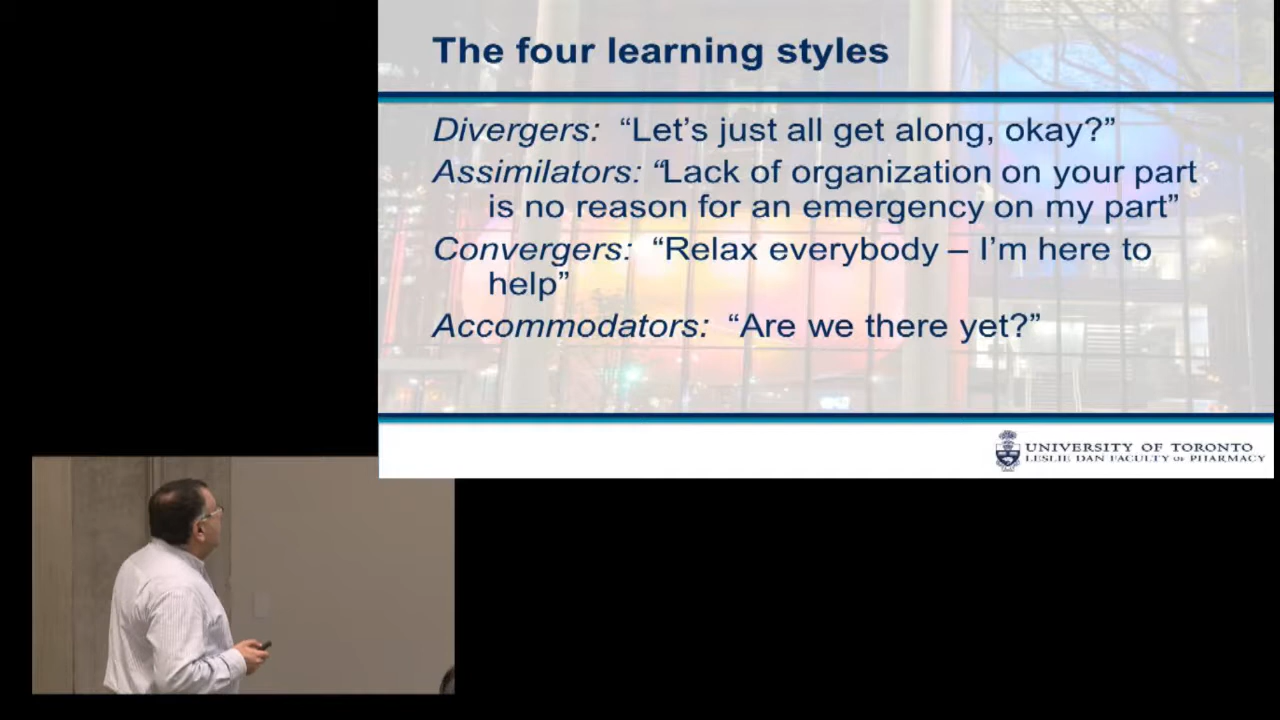 The four learning styles
Divergers: “Let’s just all get along, okay?”
Assimilators: “Lack of organization on your part
is no reason for an emergency on my part”
Convergers: “Relax everybody – I’m here to
help”
Accommodators: “Are we there yet?”
UNIVERSITY OF TORONTO
LESLIE DAN FACULTY OF PHARMACY